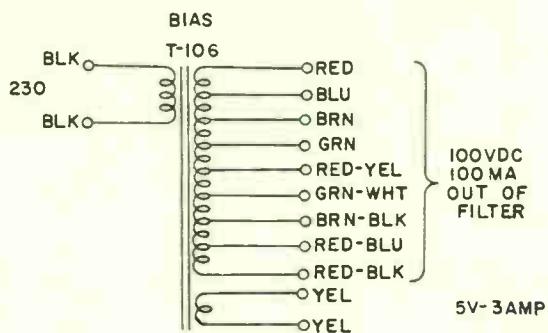 BIAS
T-106
BLK
230
BLK
RED
BLU
BRN
GRN
RED-YEL
GRN-WHT
BRN-BLK
RED-BLU
RED-BLK
YEL
YEL
100VDC
100MA
OUT OF
FILTER
5V-3AMP